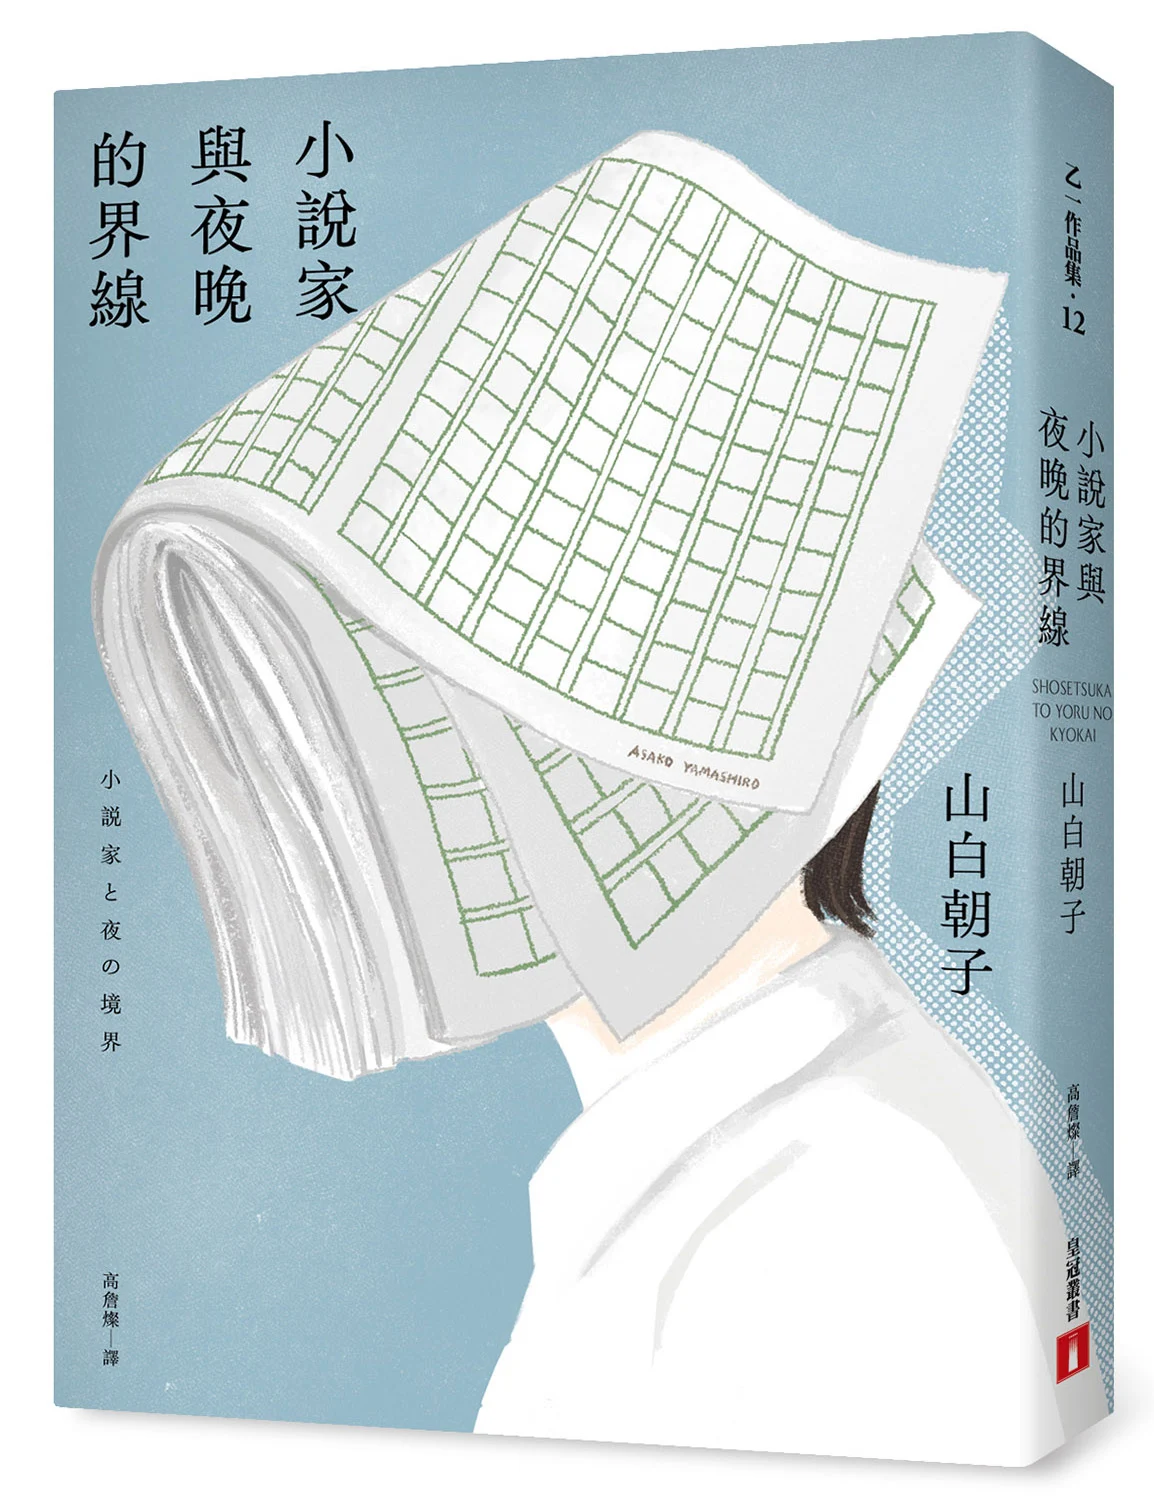 小說家
與夜晚
的界線
ASAKO YAMASHIRO
山白朝子
小説家と夜の境界
高詹燦─譯
乙一作品集・12
小說家與
夜晚的界線
SHOSETSUKA
TO YORU NO
KYOKAI
山白朝子
高詹燦─譯
皇冠叢書